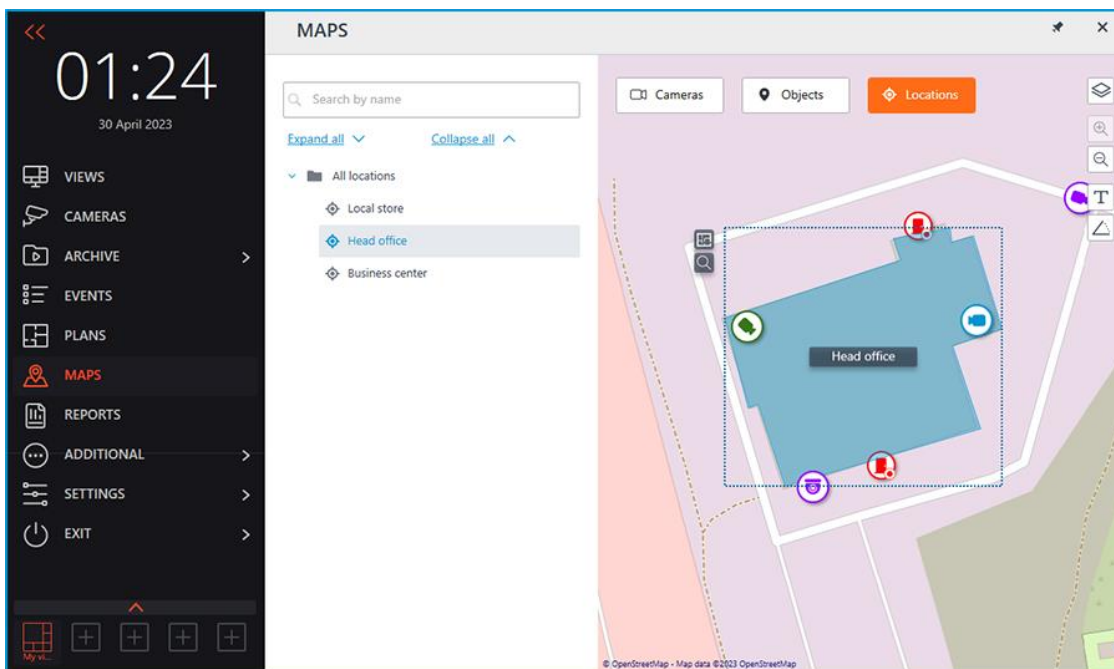 MAPS
01:24
30 April 2023
VIEWS
CAMERAS
ARCHIVE
EVENTS
PLANS
MAPS
REPORTS
ADDITIONAL
SETTINGS
EXIT
My vi...
Search by name
Expand all
Collapse all
All locations
Local store
Head office
Business center
Cameras
Objects
Locations
T
Head office
© OpenStreetMap - Map data ©2023 OpenStreetMap